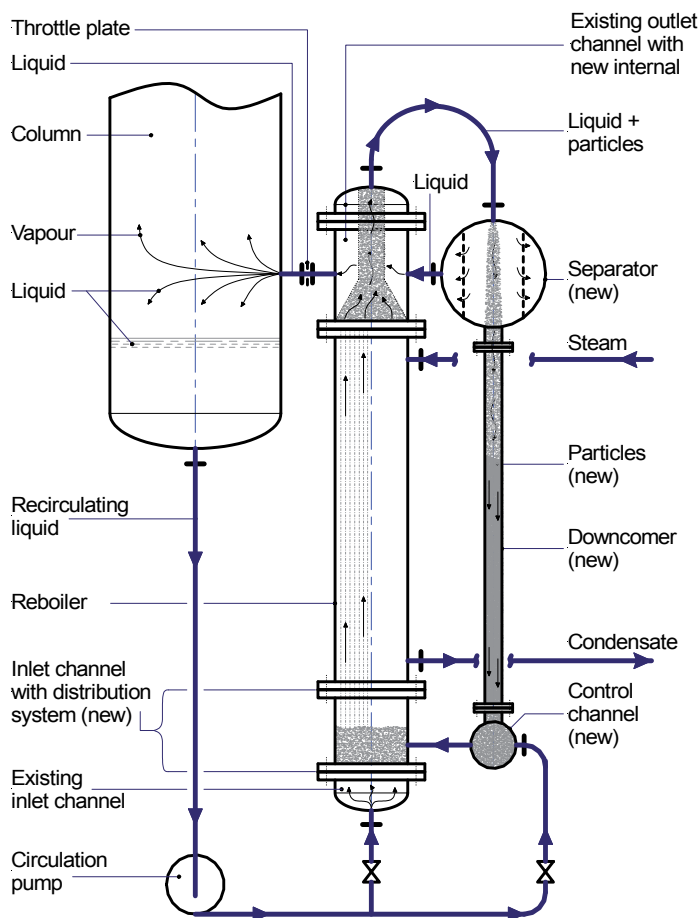 Throttle plate
Liquid
Column
Vapour
Liquid
Recirculating
liquid
Reboiler
Inlet channel
with distribution
system (new)
Existing
inlet channel
Circulation
pump
Existing outlet
channel with
new internal
Liquid +
particles
Liquid
Separator
(new)
Steam
Particles
(new)
Downcomer
(new)
Condensate
Control
channel
(new)